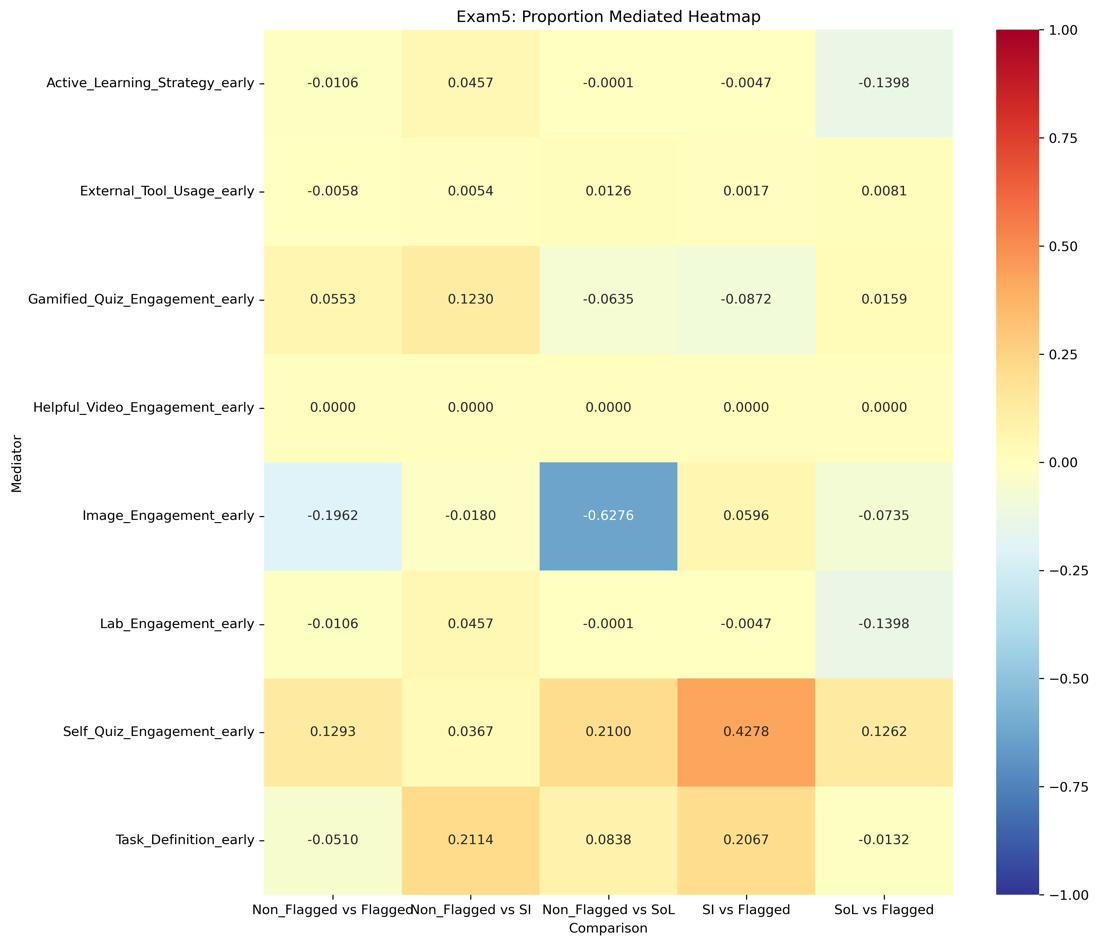 Exam5: Proportion Mediated Heatmap
Active_Learning_Strategy_early -0.0106 0.0457 -0.0001 -0.0047 -0.1398
External_Tool_Usage_early -0.0058 0.0054 0.0126 0.0017 0.0081
Gamified_Quiz_Engagement_early 0.0553 0.1230 -0.0635 -0.0872 0.0159
Helpful_Video_Engagement_early 0.0000 0.0000 0.0000 0.0000 0.0000
Image_Engagement_early -0.1962 -0.0180 -0.6276 0.0596 -0.0735
Lab_Engagement_early -0.0106 0.0457 -0.0001 -0.0047 -0.1398
Self_Quiz_Engagement_early 0.1293 0.0367 0.2100 0.4278 0.1262
Task_Definition_early -0.0510 0.2114 0.0838 0.2067 -0.0132
Non_Flagged vs Flagged Non_Flagged vs SI Non_Flagged vs SoL SI vs Flagged SoL vs Flagged
Comparison
Mediator
1.00
0.75
0.50
0.25
0.00
−0.25
−0.50
−0.75
−1.00